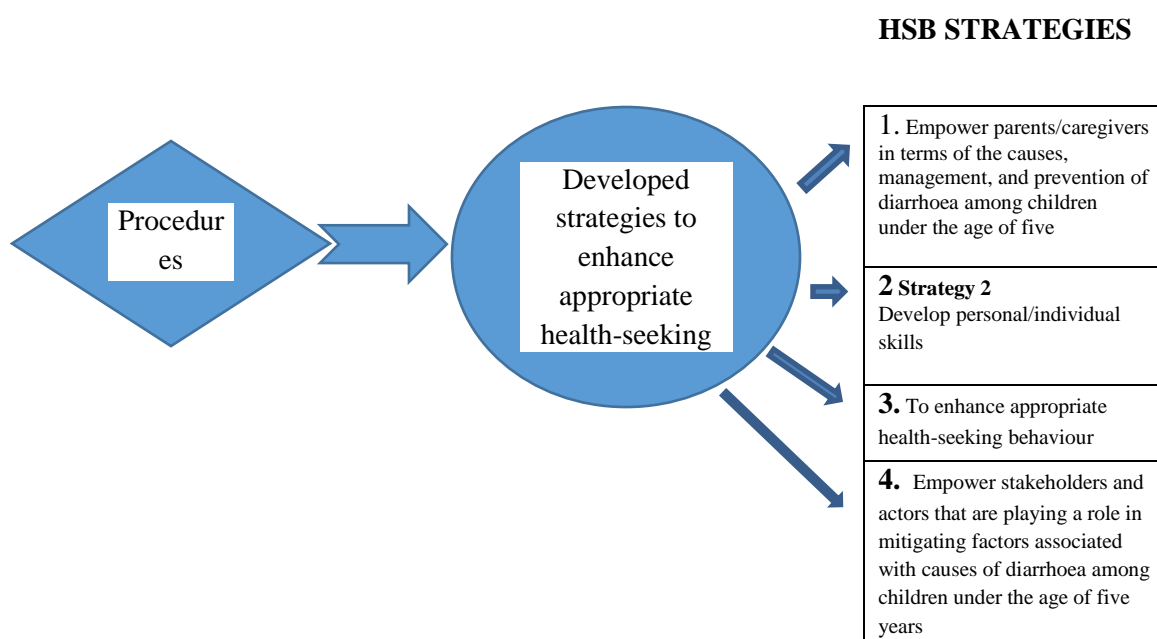 HSB STRATEGIES
Procedur
es
Developed
strategies to
enhance
appropriate
health-seeking
1. Empower parents/caregivers
in terms of the causes,
management, and prevention of
diarrhoea among children
under the age of five
2 Strategy 2
Develop personal/individual
skills
3. To enhance appropriate
health-seeking behaviour
4. Empower stakeholders and
actors that are playing a role in
mitigating factors associated
with causes of diarrhoea among
children under the age of five
years